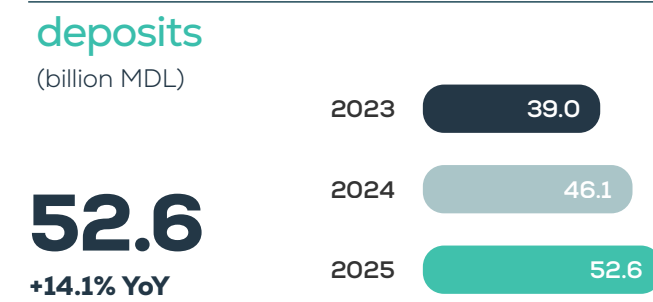 deposits
(billion MDL)
52.6
+14.1% YoY
2023 39.0
2024 46.1
2025 52.6